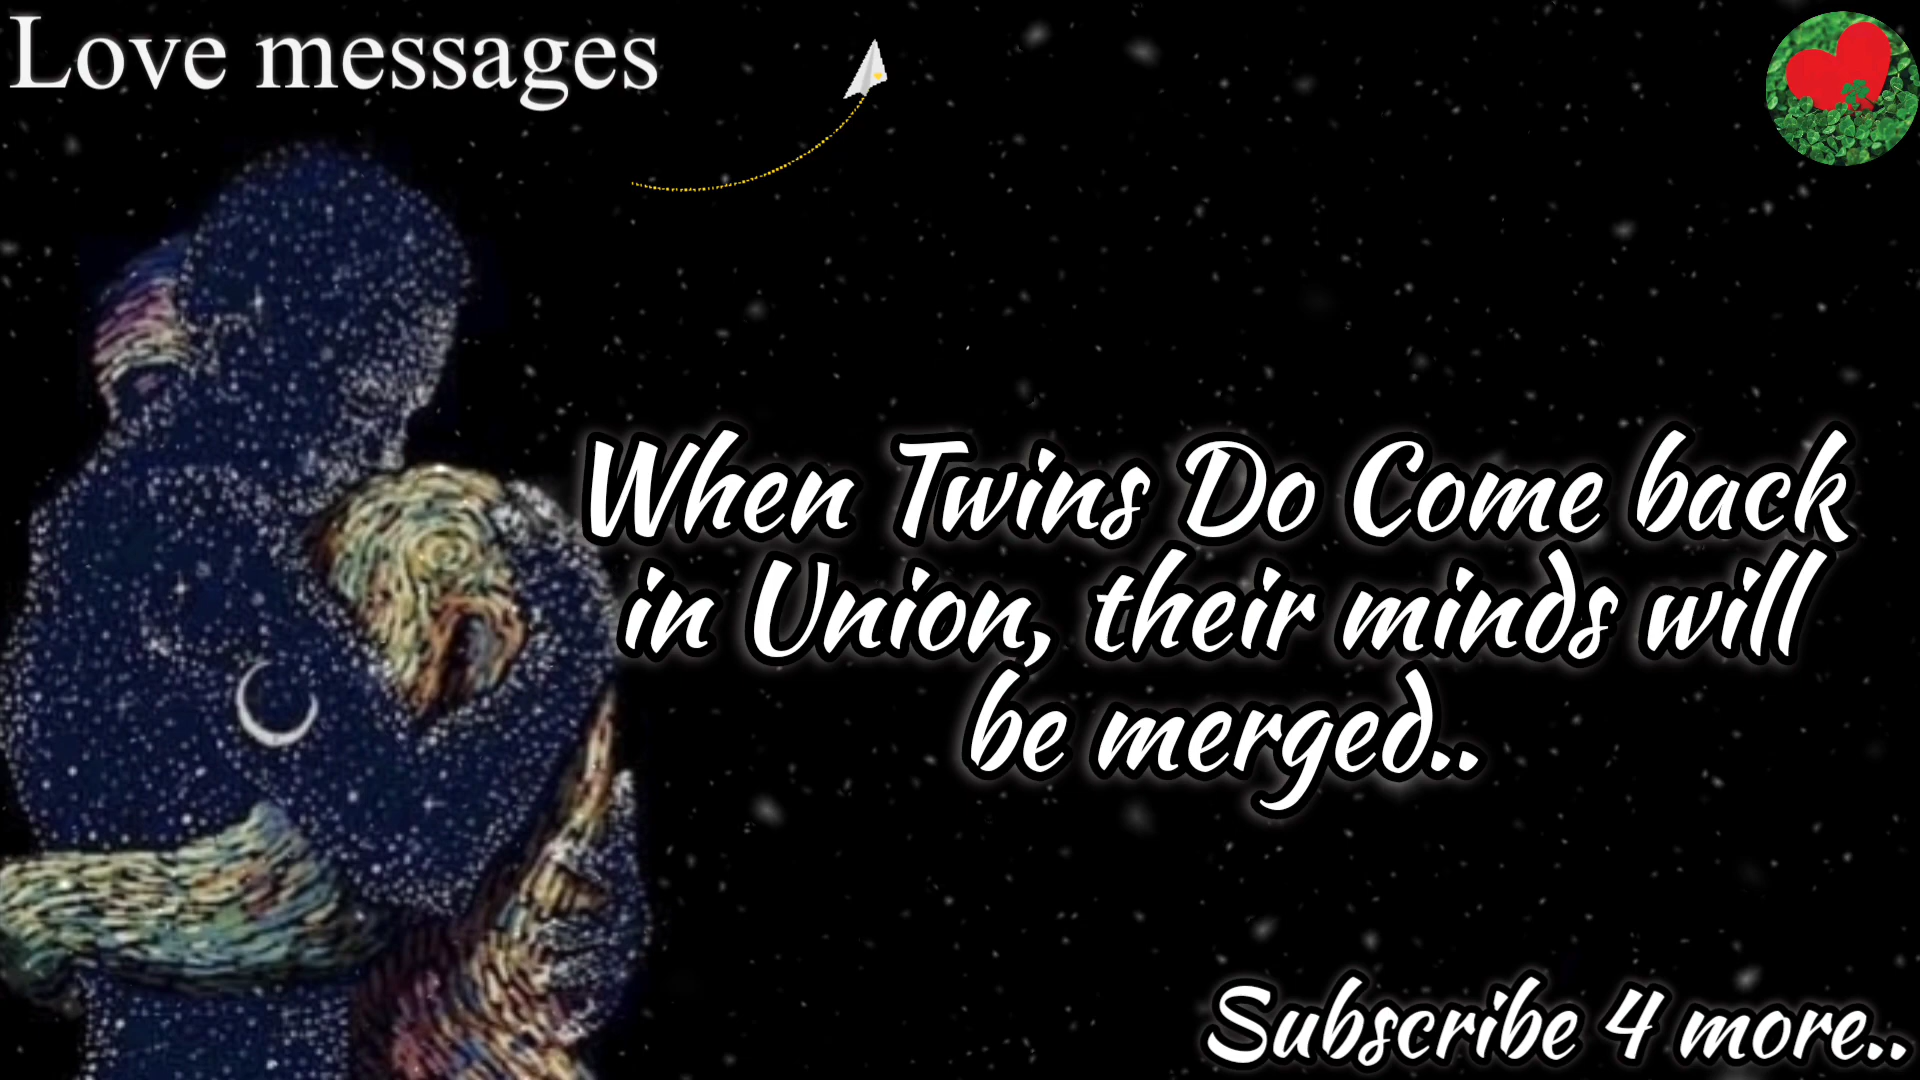 Love messages
When Twins Do Come back
in Union, their minds will
be merged..
Subscribe 4 more..